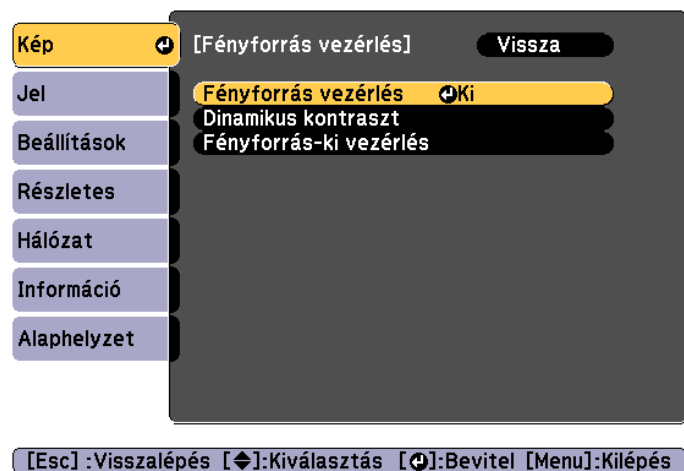 Kép
Jel
Beállítások
Részletes
Hálózat
Információ
Alaphelyzet
[Fényforrás vezérlés] Vissza
Fényforrás vezérlés Ki
Dinamikus kontraszt
Fényforrás-ki vezérlés
[Esc] :Visszalépés [◆]:Kiválasztás [⏎]:Bevitel [Menu]:Kilépés